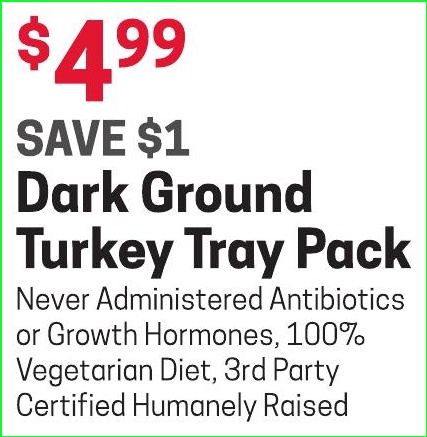 $4.99
SAVE $1
Dark Ground
Turkey Tray Pack
Never Administered Antibiotics
or Growth Hormones, 100%
Vegetarian Diet, 3rd Party
Certified Humanely Raised